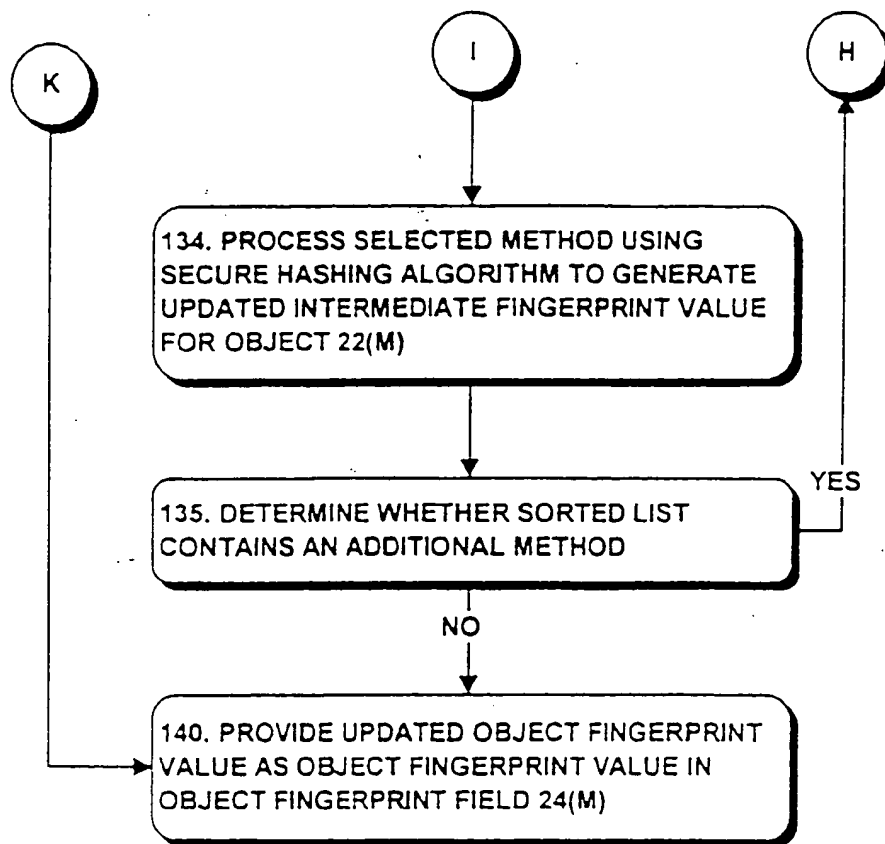 K
I
H
134. PROCESS SELECTED METHOD USING
SECURE HASHING ALGORITHM TO GENERATE
UPDATED INTERMEDIATE FINGERPRINT VALUE
FOR OBJECT 22(M)
YES
135. DETERMINE WHETHER SORTED LIST
CONTAINS AN ADDITIONAL METHOD
NO
140. PROVIDE UPDATED OBJECT FINGERPRINT
VALUE AS OBJECT FINGERPRINT VALUE IN
OBJECT FINGERPRINT FIELD 24(M)